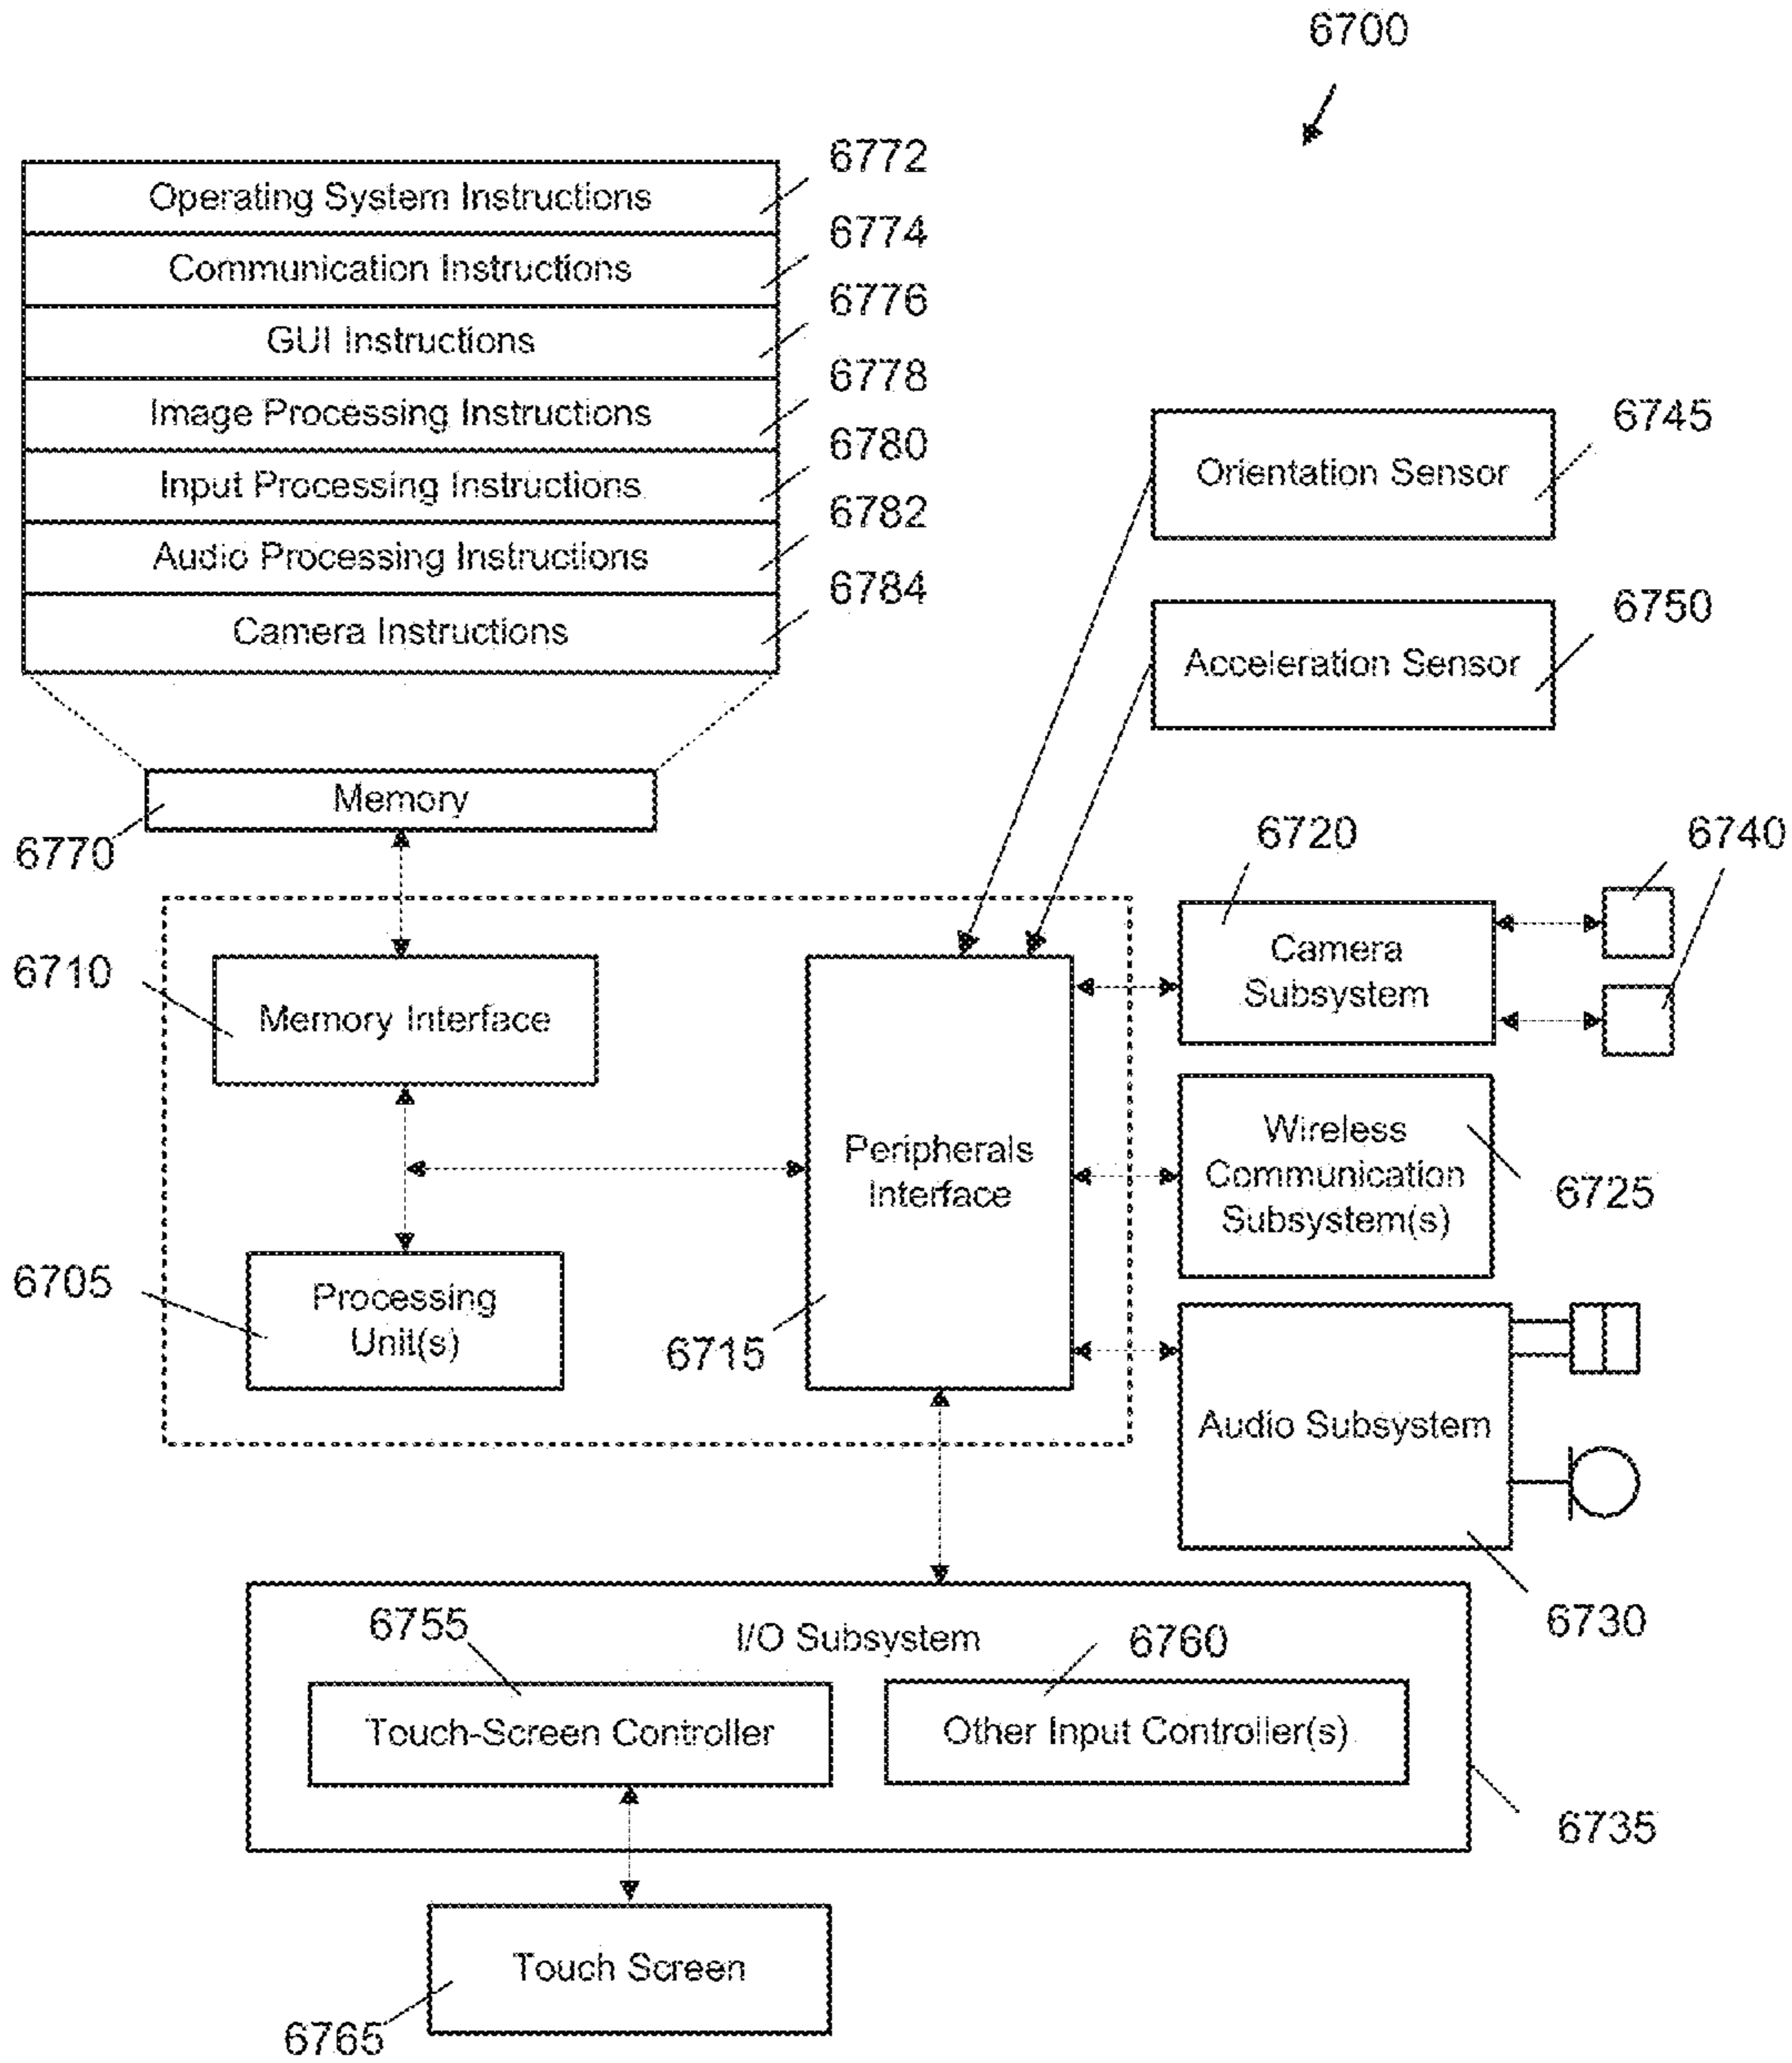 6700
6772
Operating System Instructions
6774
Communication Instructions
6776
GUI Instructions
6778
Image Processing Instructions
6780
Input Processing Instructions
6782
Audio Processing Instructions
6784
Camera Instructions
6745
Orientation Sensor
6750
Acceleration Sensor
Memory
6770
6720
6740
Camera
Subsystem
6710
Memory Interface
Peripherals
Interface
6715
Wireless
Communication
Subsystem(s)
6725
6705
Processing
Unit(s)
Audio Subsystem
6730
I/O Subsystem
6755
6760
Touch-Screen Controller
Other Input Controller(s)
6735
Touch Screen
6765